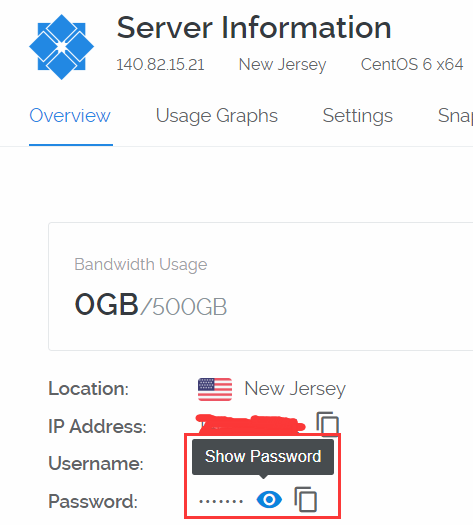 Server Information
140.82.15.21 New Jersey CentOS 6 x64
Overview Usage Graphs Settings Snap
Bandwidth Usage
0GB/500GB
Location: New Jersey
IP Address:
Username:
Show Password
Password: ·······